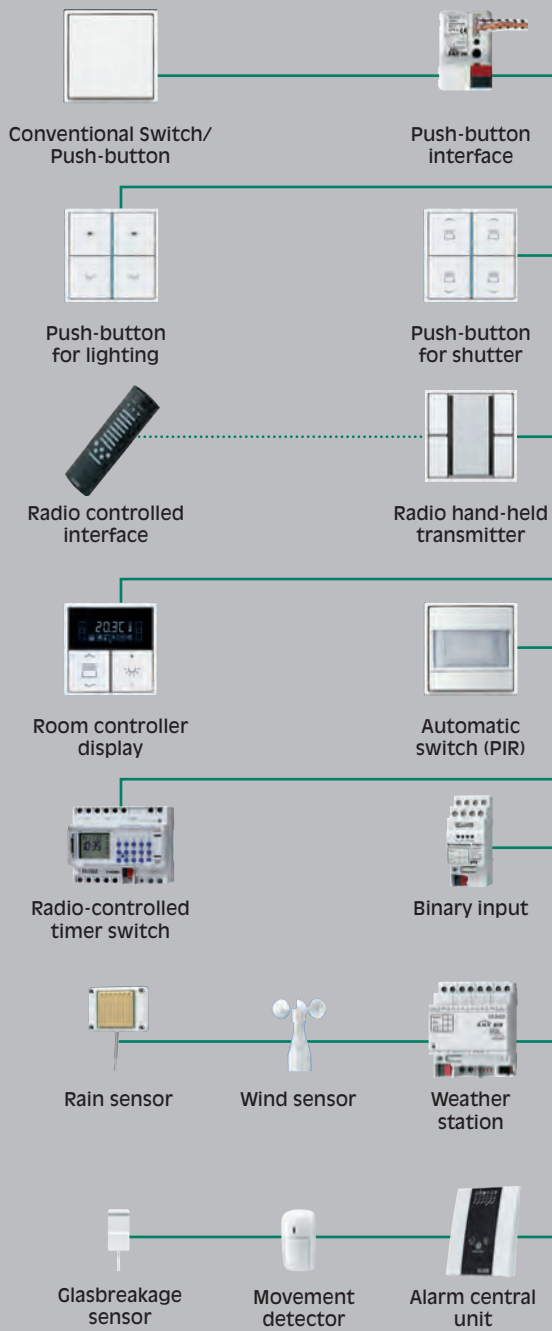 Conventional Switch/
Push-button
Push-button
interface
Push-button
for lighting
Push-button
for shutter
Radio controlled
interface
Radio hand-held
transmitter
20.3C
Room controller
display
Automatic
switch (PIR)
Radio-controlled
timer switch
Binary input
Rain sensor
Wind sensor
Weather
station
Glasbreakage
sensor
Movement
detector
Alarm central
unit